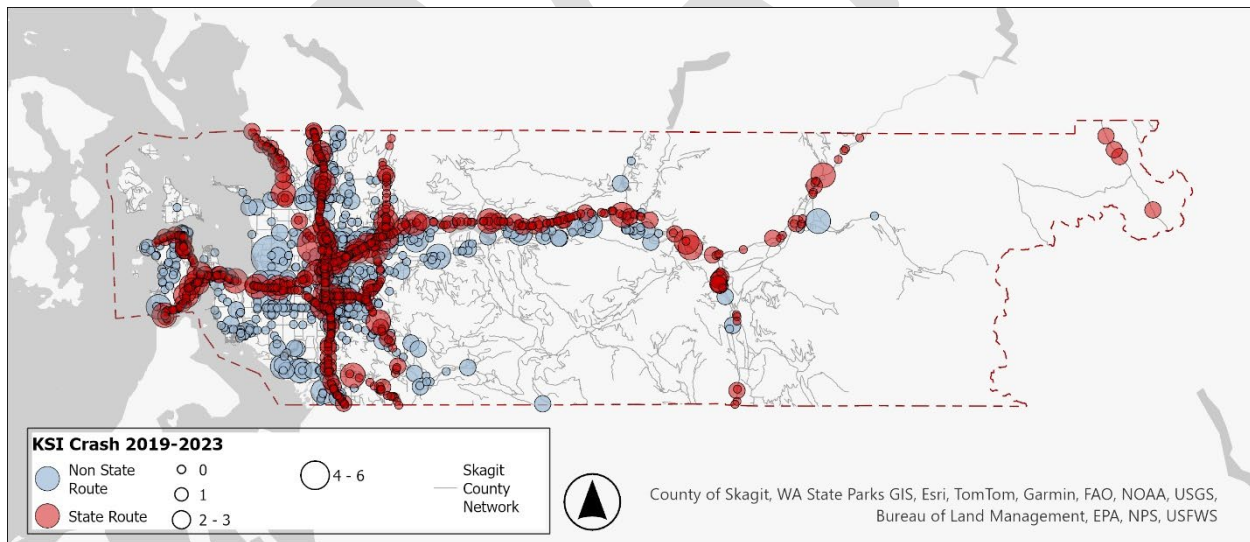 KSI Crash 2019-2023
Non State
Route
State Route
0
1
2 - 3
4 - 6
Skagit
County
Network
County of Skagit, WA State Parks GIS, Esri, TomTom, Garmin, FAO, NOAA, USGS,
Bureau of Land Management, EPA, NPS, USFWS